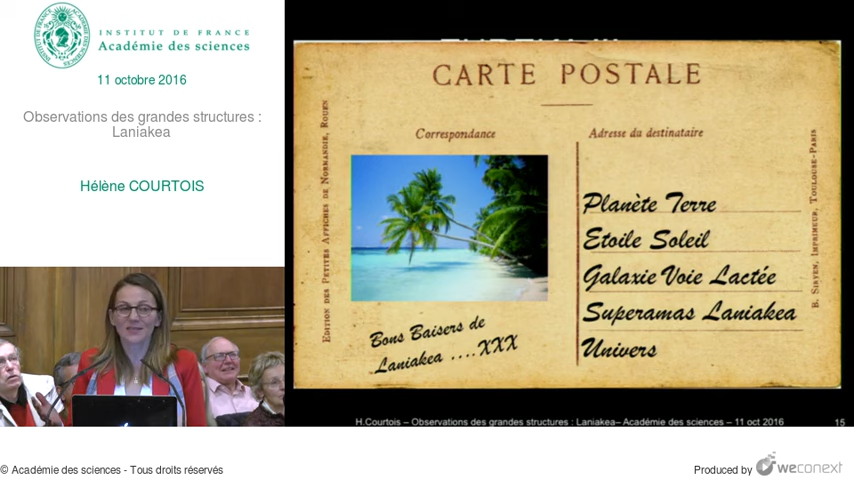 INSTITUT DE FRANCE
Académie des sciences
11 octobre 2016
Observations des grandes structures :
Laniakea
Hélène COURTOIS
CARTE POSTALE
Correspondance
Adresse du destinataire
Edition des Petites Affiches de Normandie, Rouen
Planète Terre
Etoile Soleil
Galaxie Voie Lactée
Superamas Laniakea
Univers
Bons Baisers de
Laniakea ....XXX
B. Sirven, Imprimeur, Toulouse-Paris
H.Courtois – Observations des grandes structures : Laniakea– Académie des sciences – 11 oct 2016
15
© Académie des sciences - Tous droits réservés
Produced by weconext